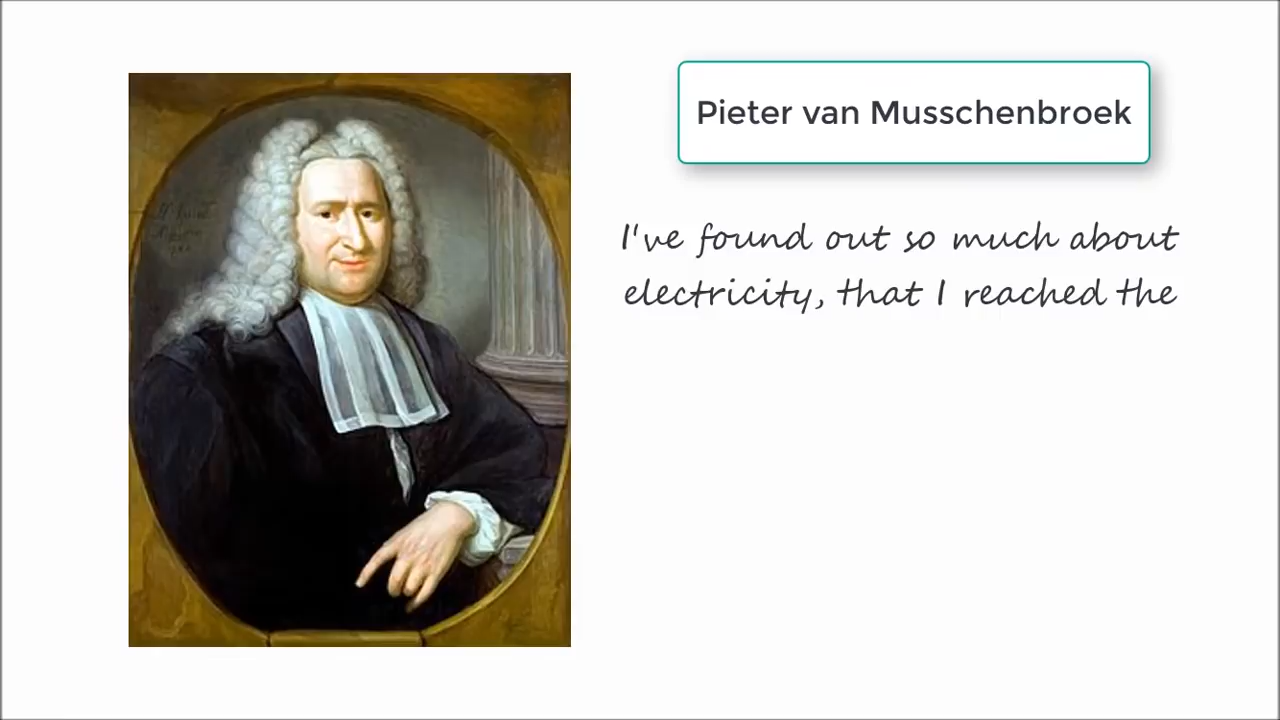 Pieter van Musschenbroek
I've found out so much about
electricity, that I reached the